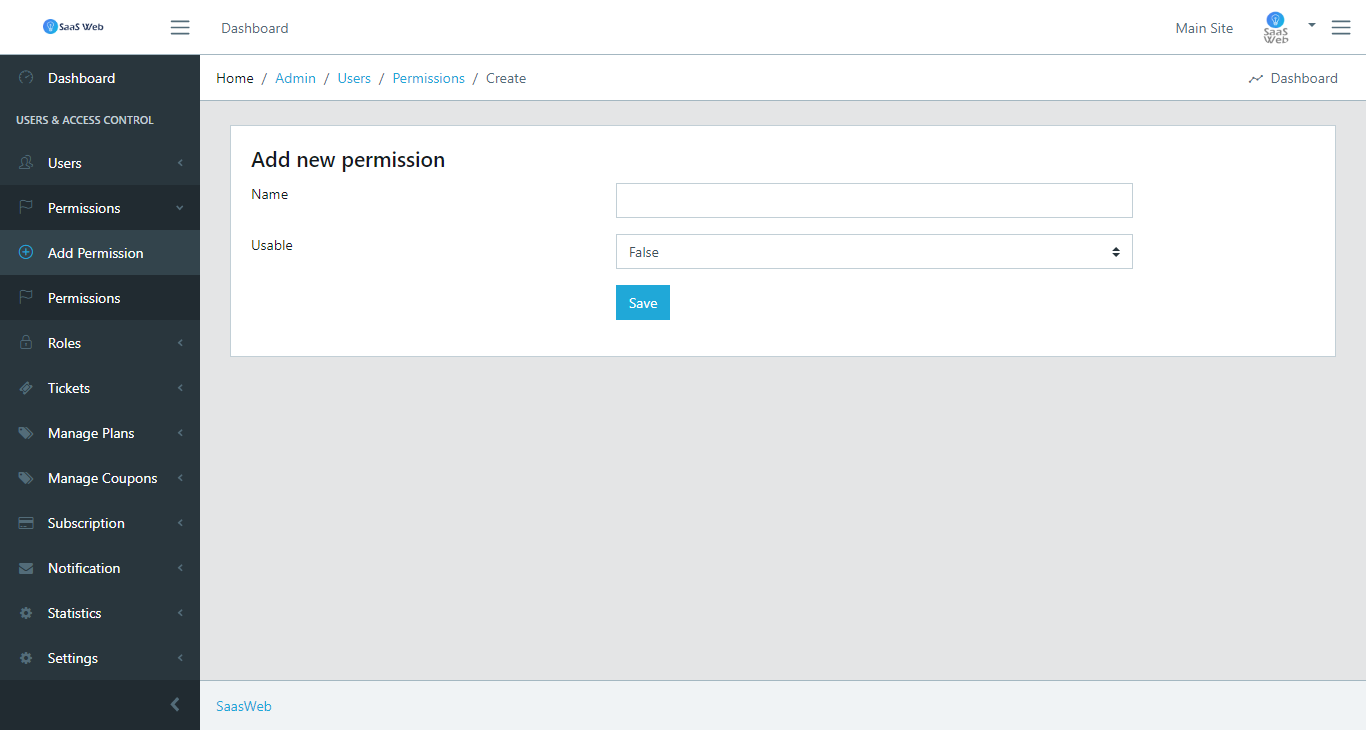 SaaS Web
Dashboard
Main Site
SaaS
Web
Dashboard
USERS & ACCESS CONTROL
Users
Permissions
Add Permission
Permissions
Roles
Tickets
Manage Plans
Manage Coupons
Subscription
Notification
Statistics
Settings
Home / Admin / Users / Permissions / Create
Dashboard
Add new permission
Name
Usable
False
Save
SaasWeb